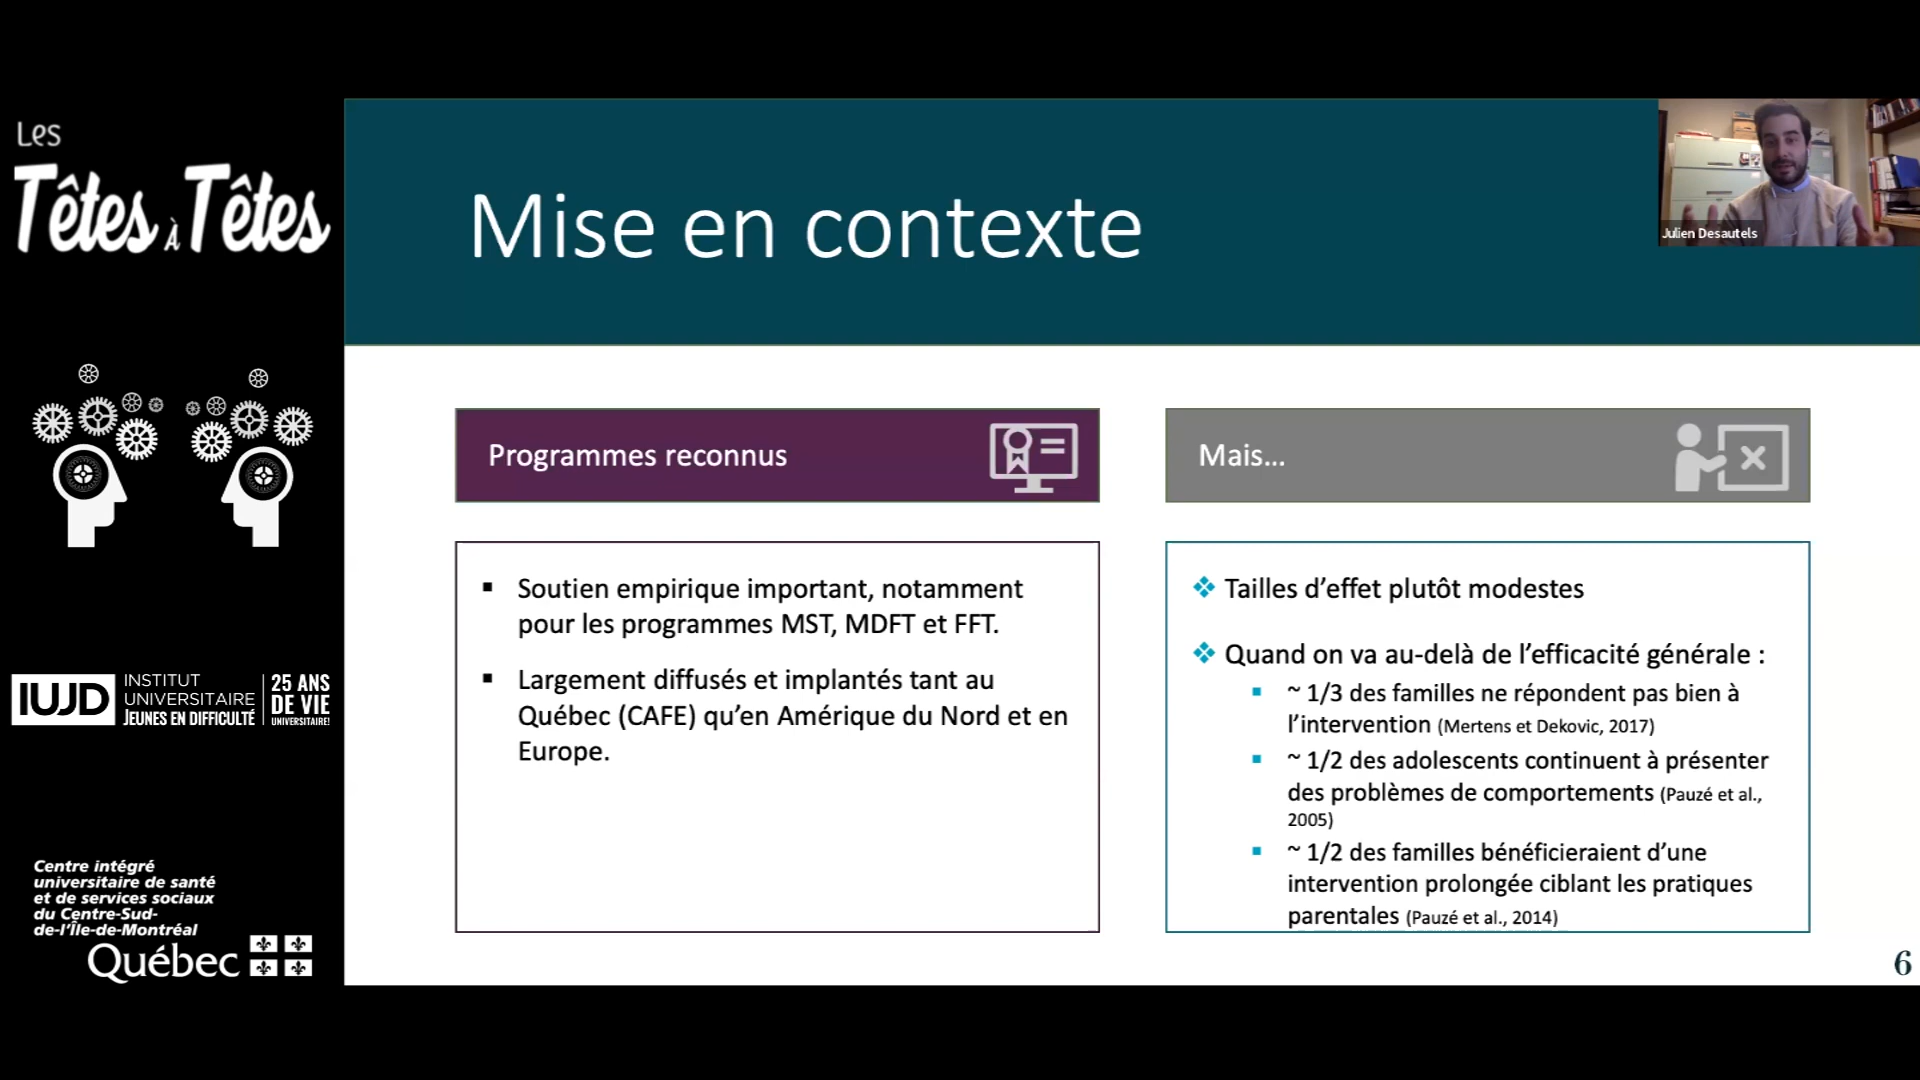 Les
Têtes à Têtes
IUJD
INSTITUT
UNIVERSITAIRE
JEUNES EN DIFFICULTÉ
25 ANS
DE VIE
UNIVERSITAIRE!
Centre intégré
universitaire de santé
et de services sociaux
du Centre-Sud-
de-l'Île-de-Montréal
Québec
Mise en contexte
Julien Desautels
Programmes reconnus
▪ Soutien empirique important, notamment
pour les programmes MST, MDFT et FFT.
▪ Largement diffusés et implantés tant au
Québec (CAFE) qu'en Amérique du Nord et en
Europe.
Mais...
❖ Tailles d'effet plutôt modestes
❖ Quand on va au-delà de l'efficacité générale :
▪ ~ 1/3 des familles ne répondent pas bien à
l'intervention (Mertens et Dekovic, 2017)
▪ ~ 1/2 des adolescents continuent à présenter
des problèmes de comportements (Pauzé et al.,
2005)
▪ ~ 1/2 des familles bénéficieraient d'une
intervention prolongée ciblant les pratiques
parentales (Pauzé et al., 2014)
6